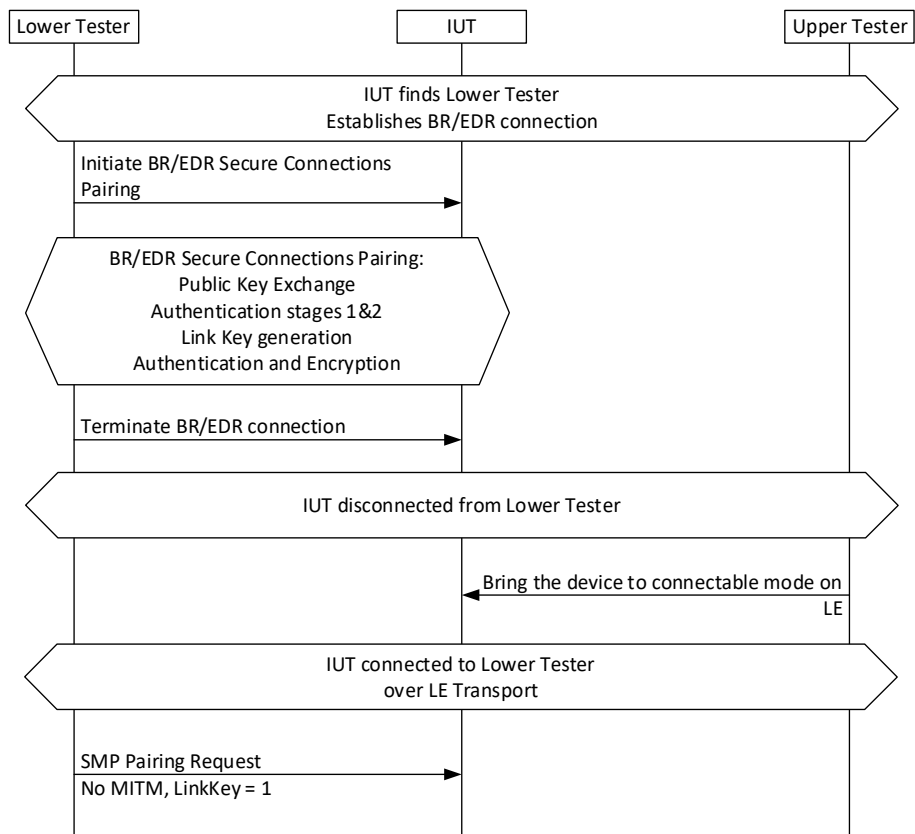 Lower Tester
IUT
Upper Tester
IUT finds Lower Tester
Establishes BR/EDR connection
Initiate BR/EDR Secure Connections
Pairing
BR/EDR Secure Connections Pairing:
Public Key Exchange
Authentication stages 1&2
Link Key generation
Authentication and Encryption
Terminate BR/EDR connection
IUT disconnected from Lower Tester
Bring the device to connectable mode on
LE
IUT connected to Lower Tester
over LE Transport
SMP Pairing Request
No MITM, LinkKey = 1